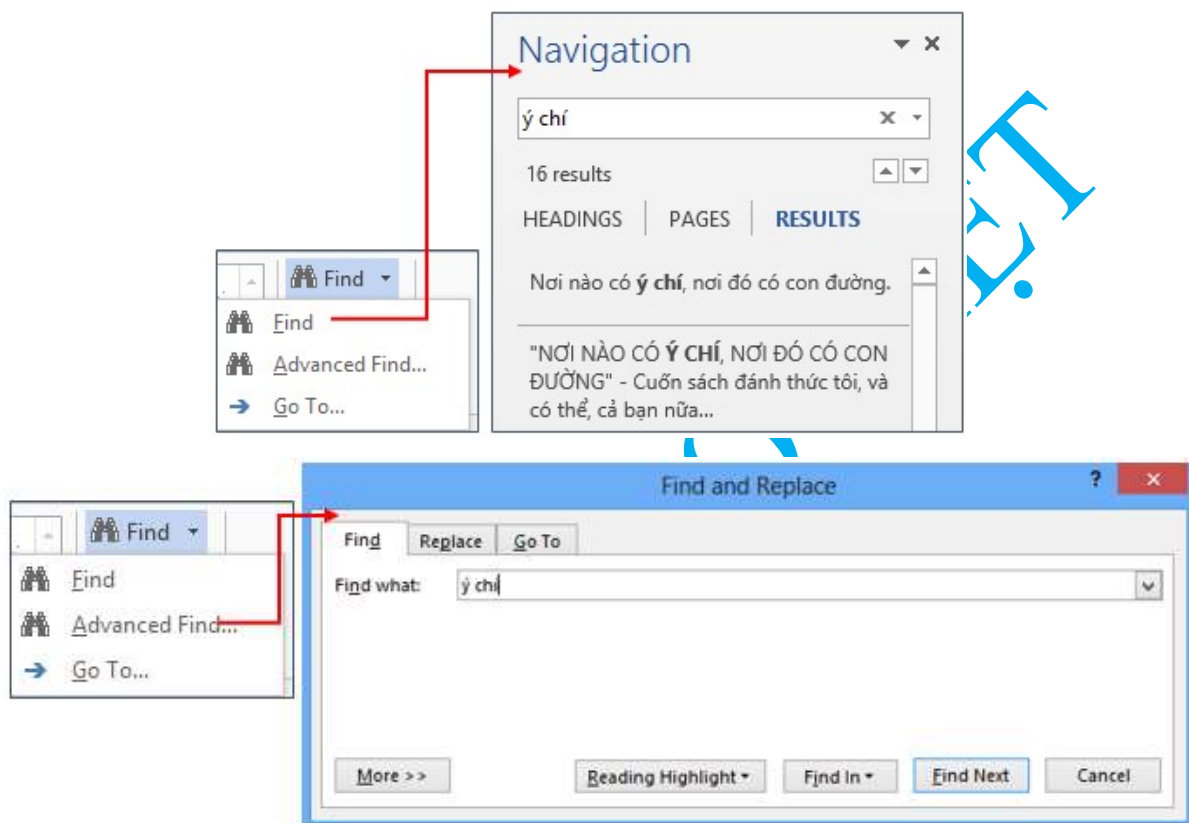 Navigation
ý chí
16 results
HEADINGS PAGES RESULTS
Nơi nào có ý chí, nơi đó có con đường.
"NƠI NÀO CÓ Ý CHÍ, NƠI ĐÓ CÓ CON
ĐƯỜNG" - Cuốn sách đánh thức tôi, và
có thể, cả bạn nữa...
Find
Find
Advanced Find...
Go To...
Find
Find
Advanced Find...
Go To...
Find and Replace
Find Replace Go To
Find what: ý chí
More >> Reading Highlight Find In Find Next Cancel
ET